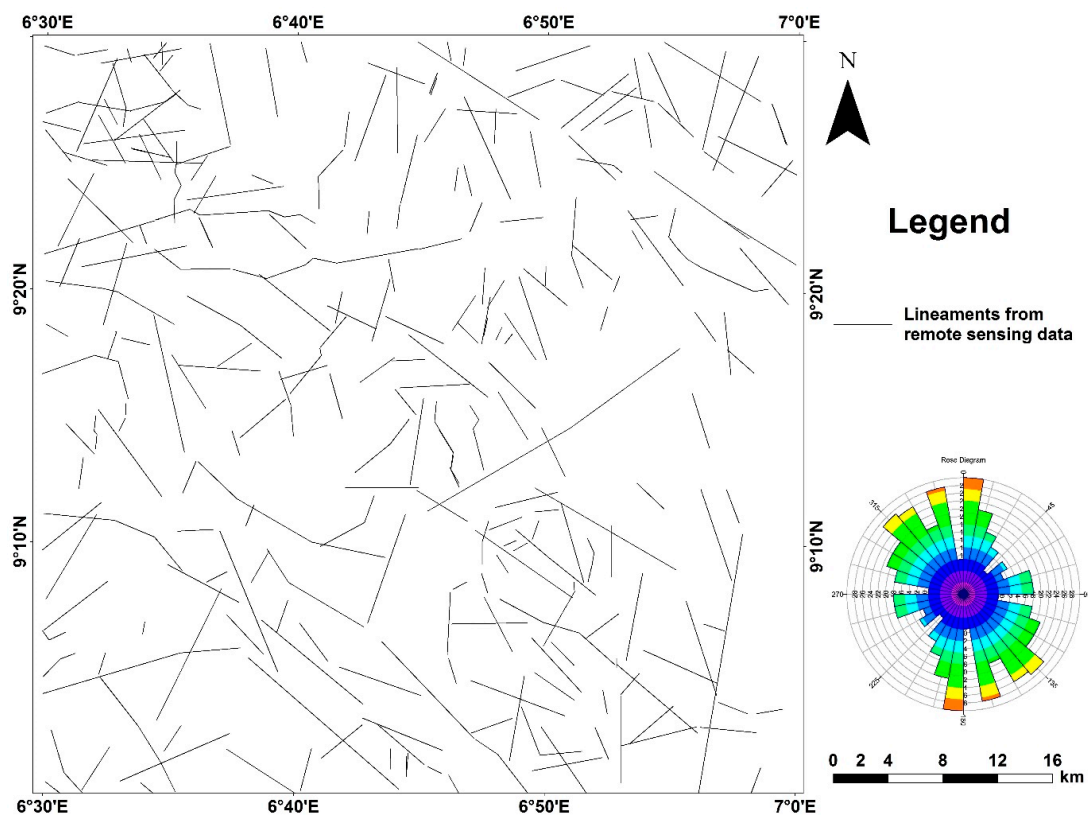 6°30'E
6°40'E
6°50'E
7°0'E
N
Legend
9°20'N
9°20'N
Lineaments from
remote sensing data
Rose Diagram
0
315
45
9°10'N
9°10'N
270
225
135
180
0 2 4 8 12 16
km
6°30'E
6°40'E
6°50'E
7°0'E